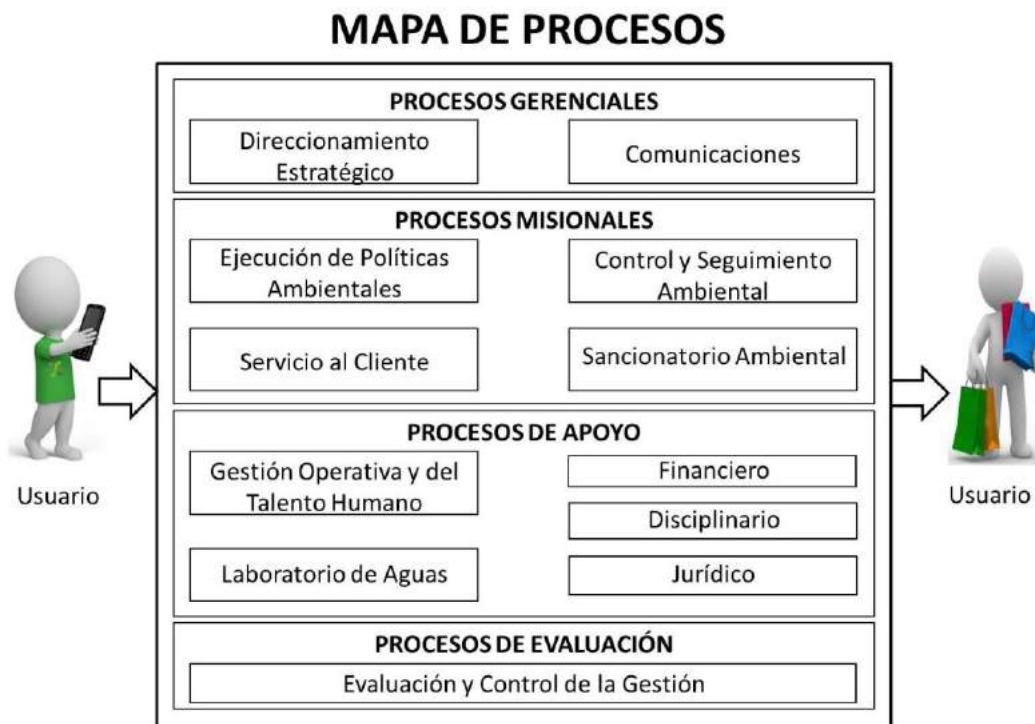 MAPA DE PROCESOS
PROCESOS GERENCIALES
Direccionamiento
Estratégico
Comunicaciones
PROCESOS MISIONALES
Ejecución de Políticas
Ambientales
Control y Seguimiento
Ambiental
Servicio al Cliente
Sancionatorio Ambiental
PROCESOS DE APOYO
Gestión Operativa y del
Talento Humano
Financiero
Disciplinario
Laboratorio de Aguas
Jurídico
PROCESOS DE EVALUACIÓN
Evaluación y Control de la Gestión
Usuario
Usuario